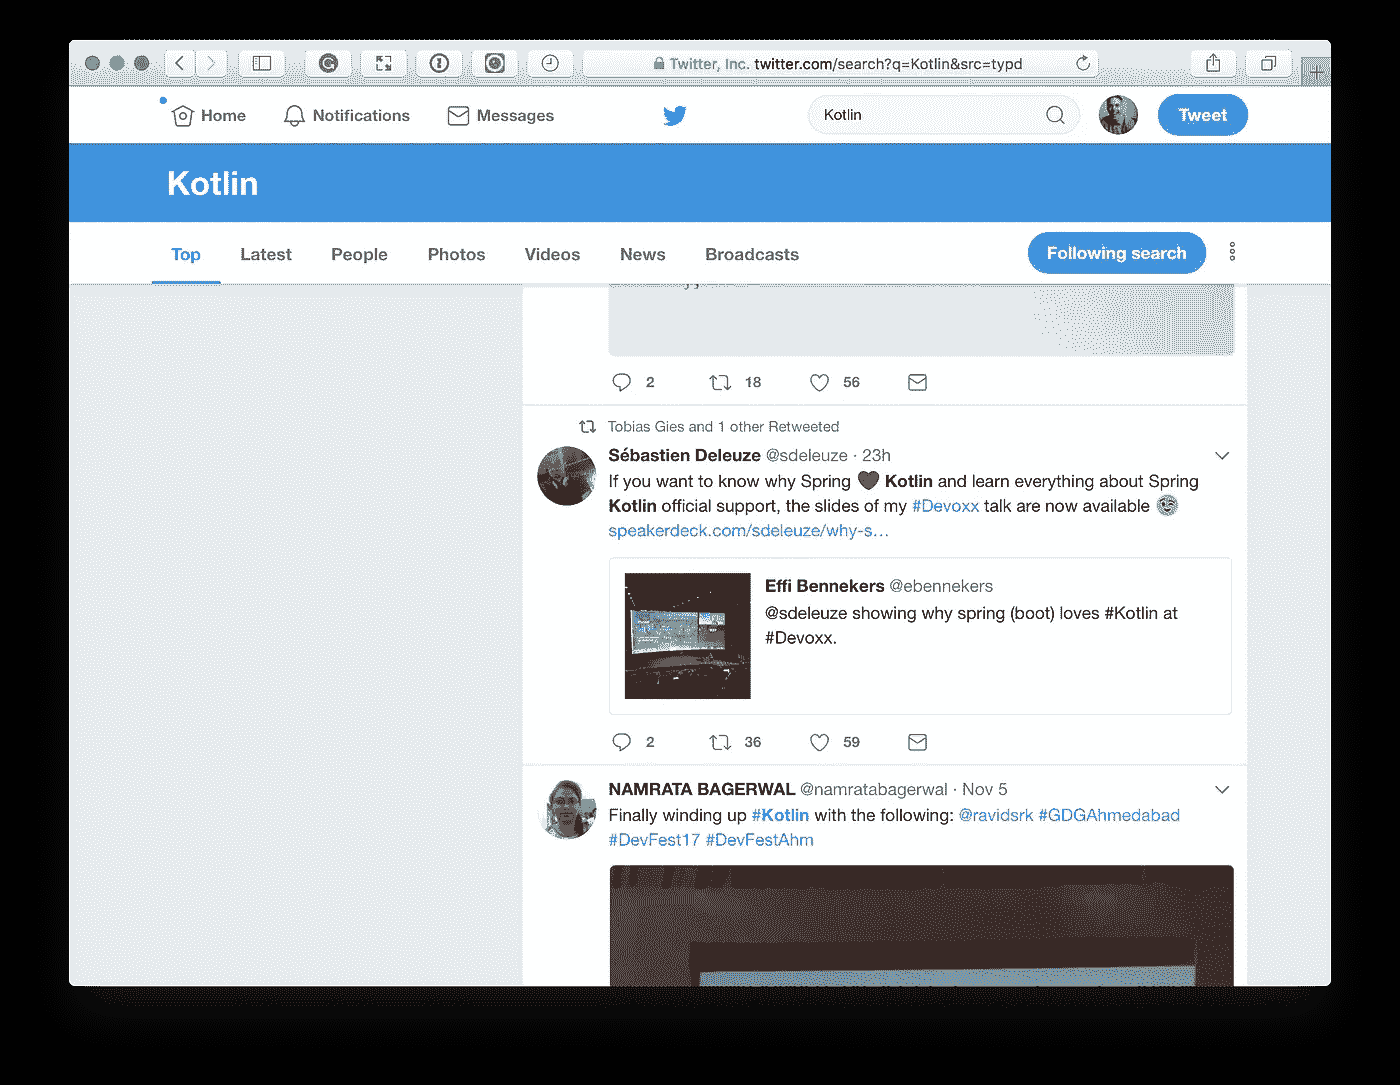 Twitter, Inc. twitter.com/search?q=Kotlin&src=typd
Home Notifications Messages Kotlin Tweet
Kotlin
Top Latest People Photos Videos News Broadcasts Following search
2 18 56
Tobias Gies and 1 other Retweeted
Sébastien Deleuze @sdeleuze · 23h
If you want to know why Spring 🖤 Kotlin and learn everything about Spring
Kotlin official support, the slides of my #Devoxx talk are now available 😉
speakerdeck.com/sdeleuze/why-s…
Effi Bennekers @ebennekers
@sdeleuze showing why spring (boot) loves #Kotlin at
#Devoxx.
2 36 59
NAMRATA BAGERWAL @namratabagerwal · Nov 5
Finally winding up #Kotlin with the following: @ravidsrk #GDGAhmedabad
#DevFest17 #DevFestAhm